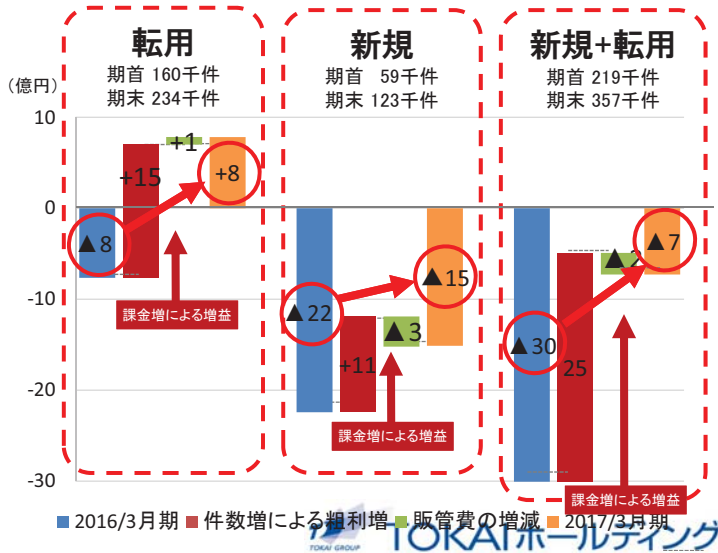 転用
期首 160千件
期末 234千件
新規
期首 59千件
期末 123千件
新規+転用
期首 219千件
期末 357千件
(億円)
10
0
-10
-20
-30
▲8
+15
+1
+8
課金増による増益
▲22
+11
▲3
▲15
課金増による増益
▲30
25
▲2
▲7
課金増による増益
2016/3月期 件数増による粗利増 販管費の増減 2017/3月期
TOKAI GROUP
TOKAIホールディング